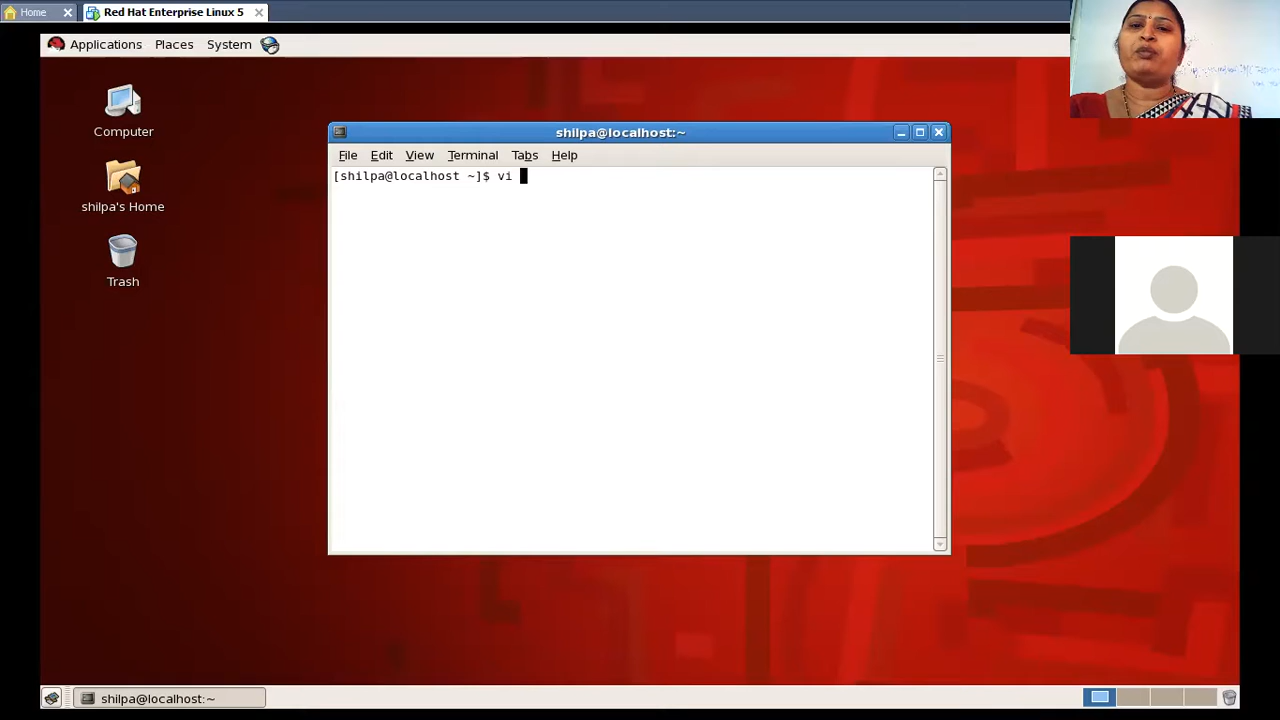 Home
Red Hat Enterprise Linux 5
Applications Places System
Computer
shilpa's Home
Trash
shilpa@localhost:~
File Edit View Terminal Tabs Help
[shilpa@localhost ~]$ vi
shilpa@localhost:~